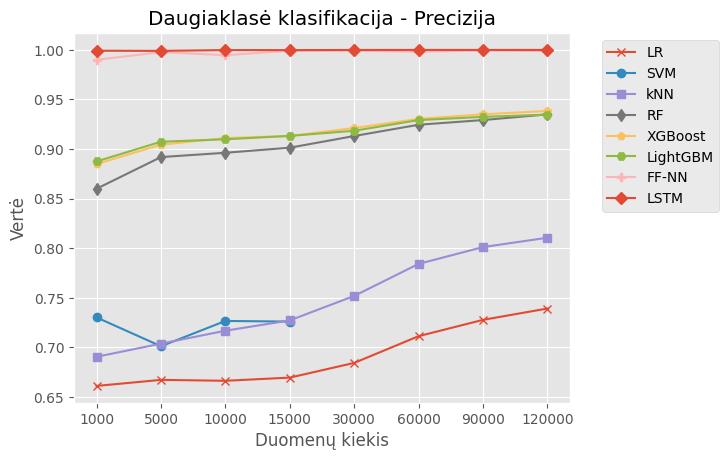 Daugiaklasė klasifikacija - Precizija
1.00
0.95
0.90
0.85
0.80
0.75
0.70
0.65
Vertė
1000 5000 10000 15000 30000 60000 90000 120000
Duomenų kiekis
LR
SVM
kNN
RF
XGBoost
LightGBM
FF-NN
LSTM